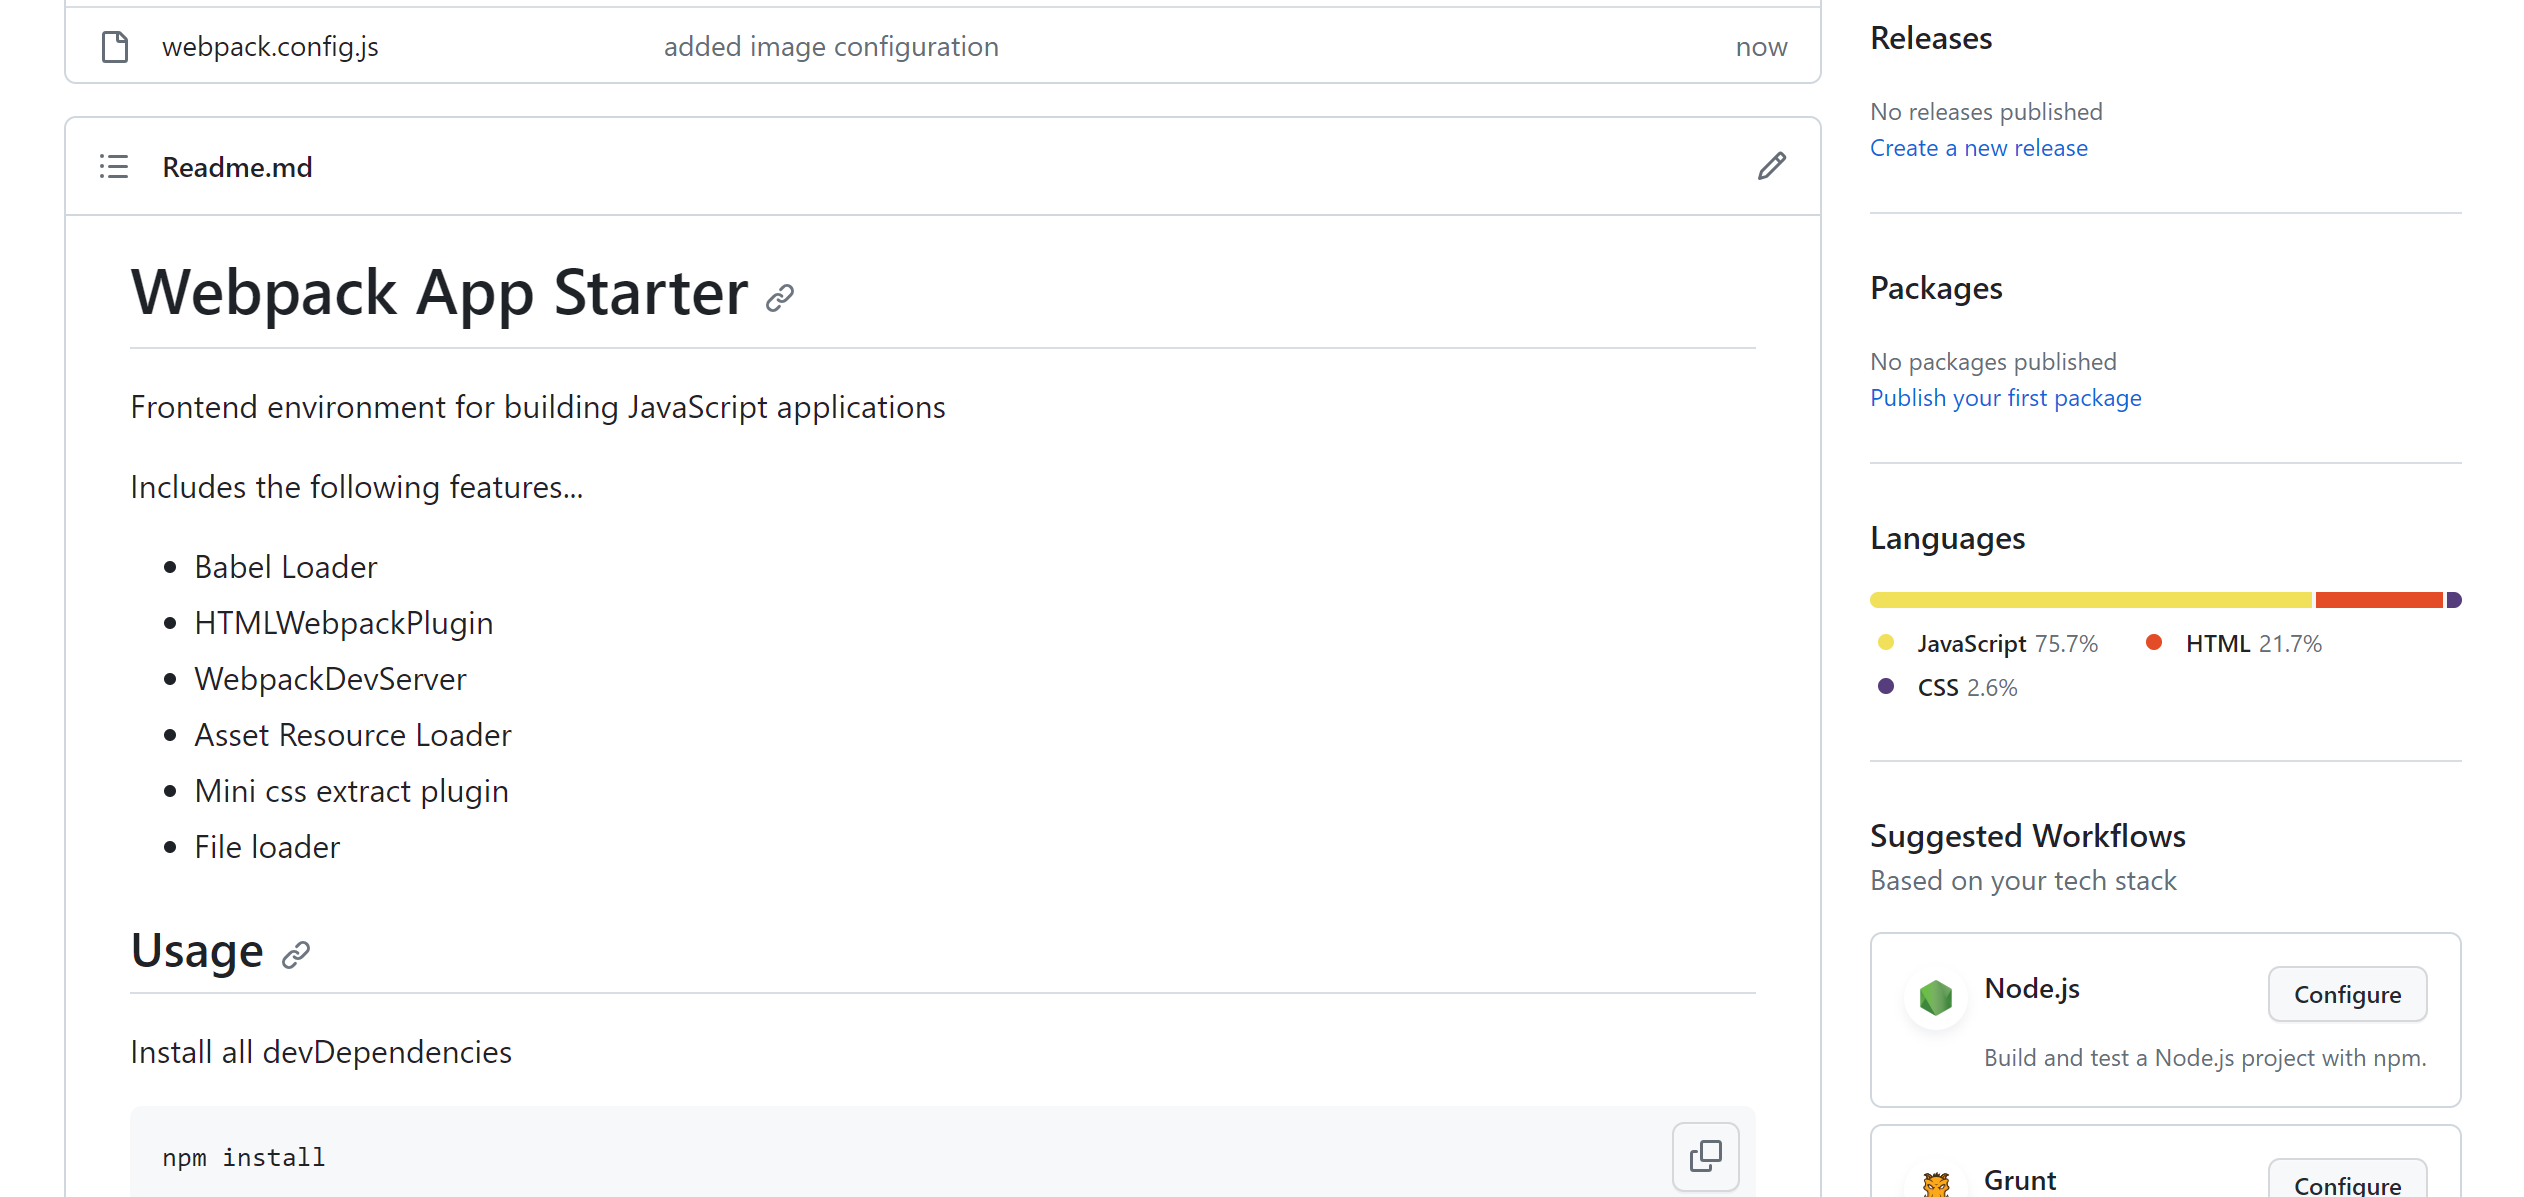 webpack.config.js added image configuration now
Readme.md
Webpack App Starter
Frontend environment for building JavaScript applications
Includes the following features...
Babel Loader
HTMLWebpackPlugin
WebpackDevServer
Asset Resource Loader
Mini css extract plugin
File loader
Usage
Install all devDependencies
npm install
Releases
No releases published
Create a new release
Packages
No packages published
Publish your first package
Languages
JavaScript 75.7% HTML 21.7%
CSS 2.6%
Suggested Workflows
Based on your tech stack
Node.js Configure
Build and test a Node.js project with npm.
Grunt Configure